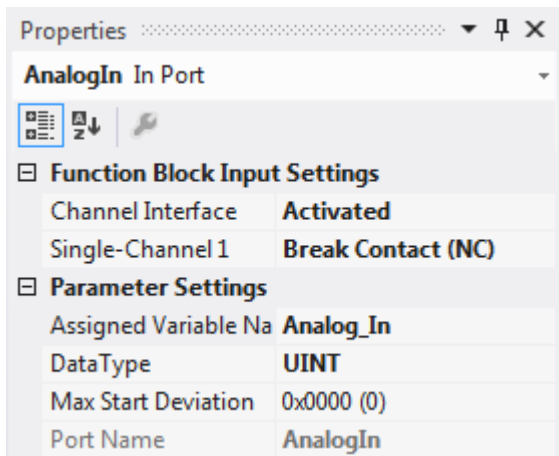 Properties
AnalogIn In Port
Function Block Input Settings
Channel Interface Activated
Single-Channel 1 Break Contact (NC)
Parameter Settings
Assigned Variable Na Analog_In
DataType UINT
Max Start Deviation 0x0000 (0)
Port Name AnalogIn